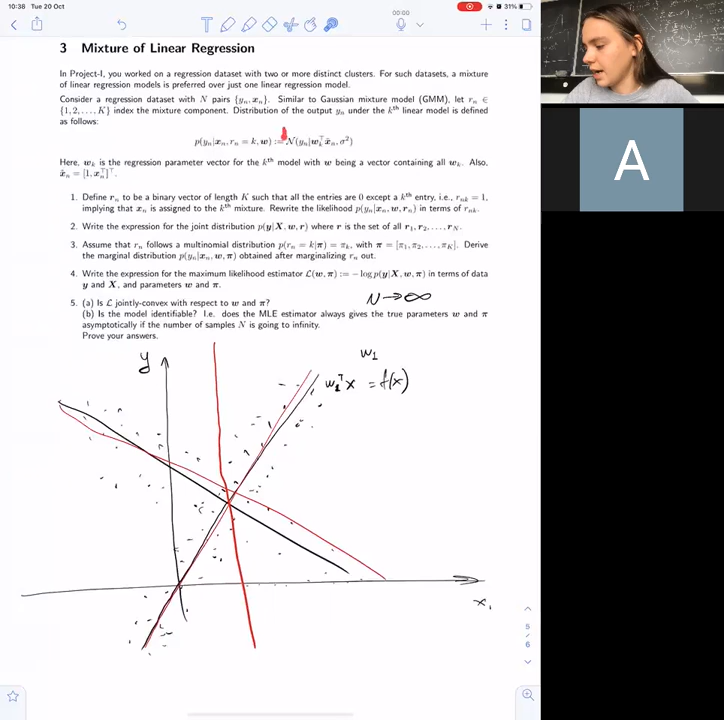 10:38 Tue 20 Oct
00:00
31%
3 Mixture of Linear Regression
In Project-I, you worked on a regression dataset with two or more distinct clusters. For such datasets, a mixture
of linear regression models is preferred over just one linear regression model.
Consider a regression dataset with N pairs {yₙ, xₙ}. Similar to Gaussian mixture model (GMM), let rₙ ∈
{1, 2, . . . , K} index the mixture component. Distribution of the output yₙ under the kᵗʰ linear model is defined
as follows:
p(yₙ|xₙ, rₙ = k, w) := N(yₙ|wₖ⊤x̃ₙ, σ²)
Here, wₖ is the regression parameter vector for the kᵗʰ model with w being a vector containing all wₖ. Also,
x̃ₙ = [1, xₙ⊤]⊤.
1. Define rₙ to be a binary vector of length K such that all the entries are 0 except a kᵗʰ entry, i.e., rₙₖ = 1,
implying that xₙ is assigned to the kᵗʰ mixture. Rewrite the likelihood p(yₙ|xₙ, w, rₙ) in terms of rₙₖ.
2. Write the expression for the joint distribution p(y|X, w, r) where r is the set of all r₁, r₂, . . . , r_N.
3. Assume that rₙ follows a multinomial distribution p(rₙ = k|π) = πₖ, with π = [π₁, π₂, . . . , π_K]. Derive
the marginal distribution p(yₙ|xₙ, w, π) obtained after marginalizing rₙ out.
4. Write the expression for the maximum likelihood estimator L(w, π) := − log p(y|X, w, π) in terms of data
y and X, and parameters w and π.
N → ∞
5. (a) Is L jointly-convex with respect to w and π?
(b) Is the model identifiable? I.e. does the MLE estimator always gives the true parameters w and π
asymptotically if the number of samples N is going to infinity.
Prove your answers.
w₁
y
w₁ᵀx = f(x)
x₁
5
/
6
A